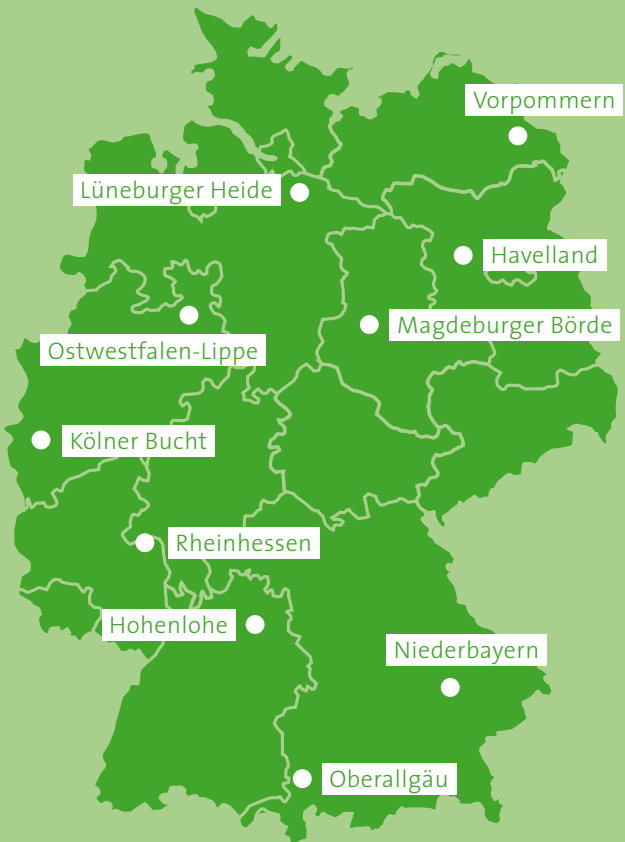 Vorpommern
Lüneburger Heide
Havelland
Magdeburger Börde
Ostwestfalen-Lippe
Kölner Bucht
Rheinhessen
Hohenlohe
Niederbayern
Oberallgäu